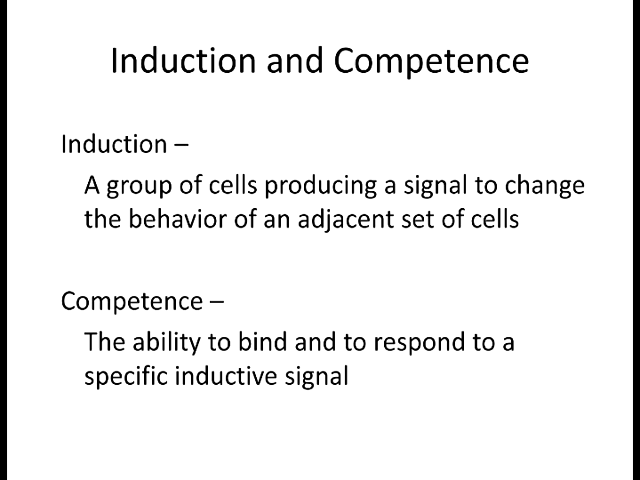 Induction and Competence
Induction –
A group of cells producing a signal to change
the behavior of an adjacent set of cells
Competence –
The ability to bind and to respond to a
specific inductive signal